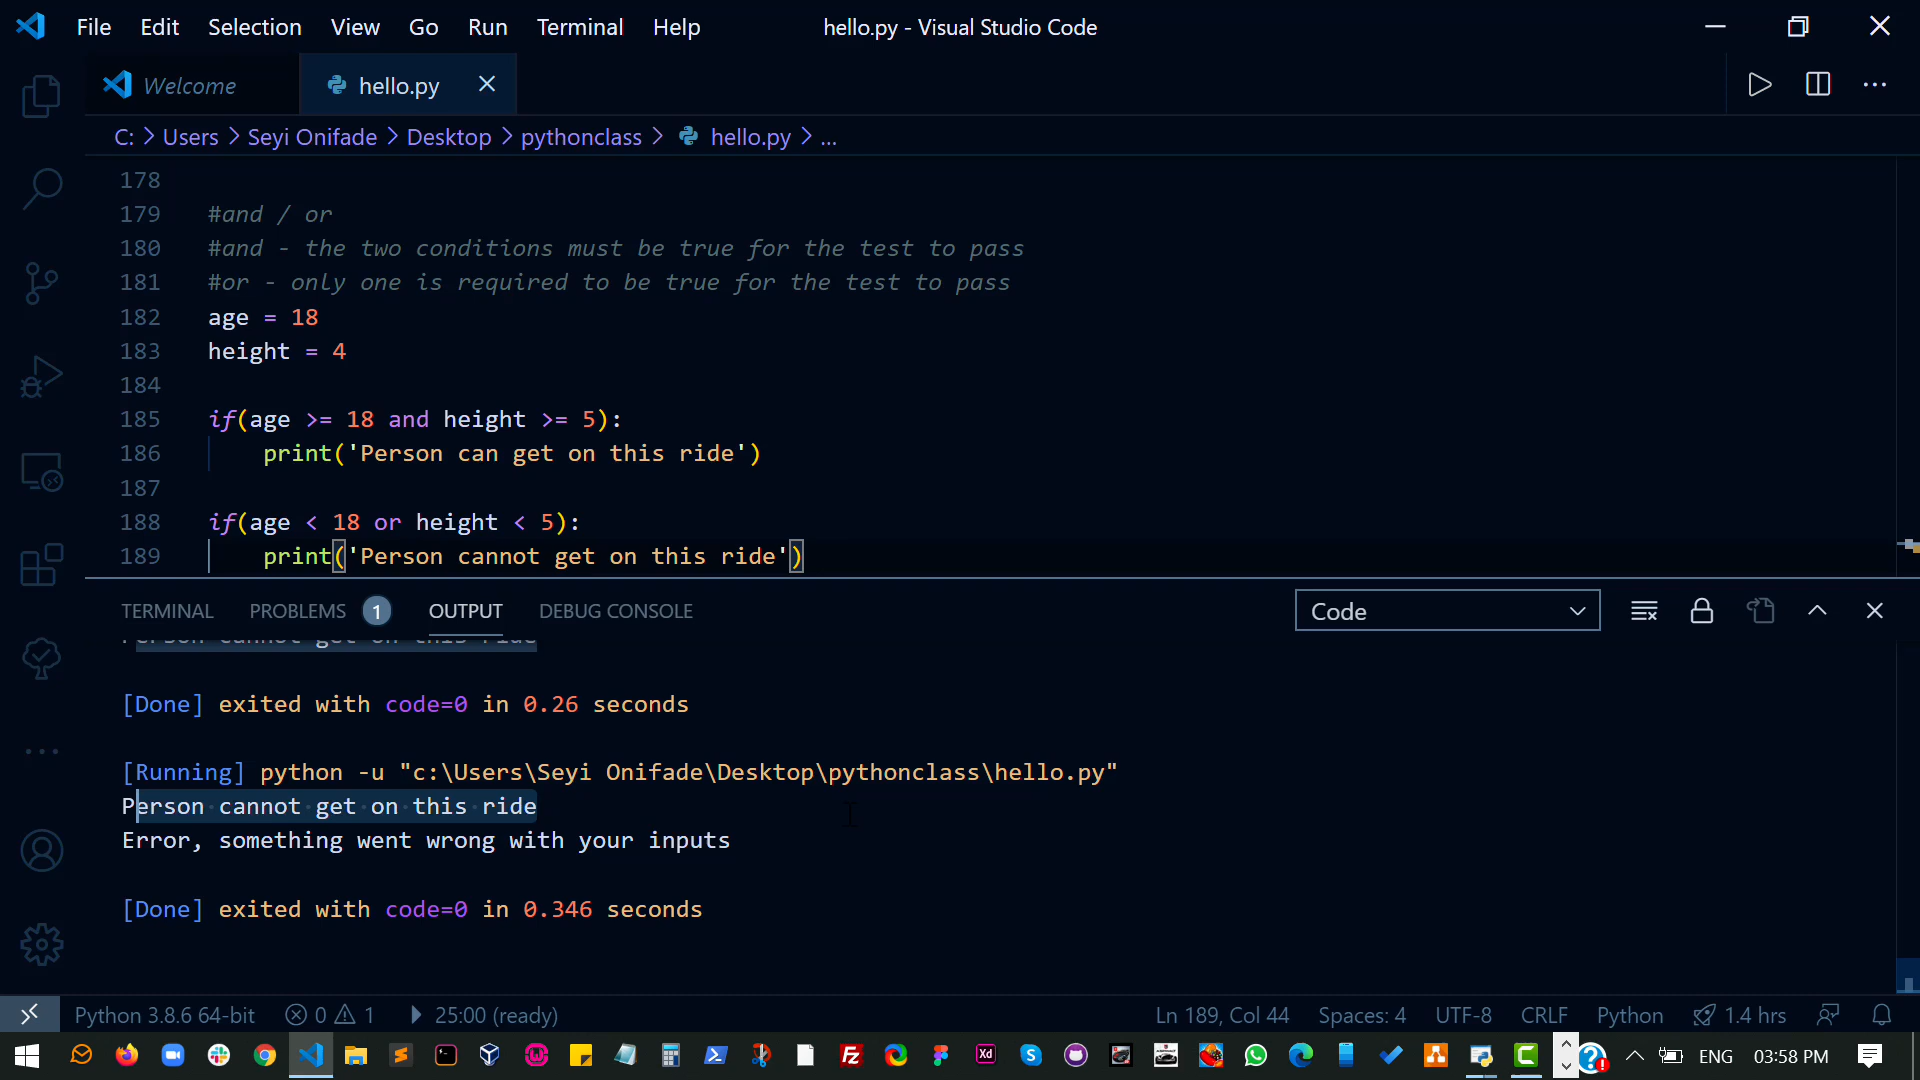 File Edit Selection View Go Run Terminal Help hello.py - Visual Studio Code
Welcome hello.py
C: > Users > Seyi Onifade > Desktop > pythonclass > hello.py > ...
178
179 #and / or
180 #and - the two conditions must be true for the test to pass
181 #or - only one is required to be true for the test to pass
182 age = 18
183 height = 4
184
185 if(age >= 18 and height >= 5):
186 print('Person can get on this ride')
187
188 if(age < 18 or height < 5):
189 print('Person cannot get on this ride')
TERMINAL PROBLEMS 1 OUTPUT DEBUG CONSOLE Code
Person cannot get on this ride
[Done] exited with code=0 in 0.26 seconds
[Running] python -u "c:\Users\Seyi Onifade\Desktop\pythonclass\hello.py"
Person cannot get on this ride
Error, something went wrong with your inputs
[Done] exited with code=0 in 0.346 seconds
Python 3.8.6 64-bit 0 1 25:00 (ready) Ln 189, Col 44 Spaces: 4 UTF-8 CRLF Python 1.4 hrs
Xd ENG 03:58 PM